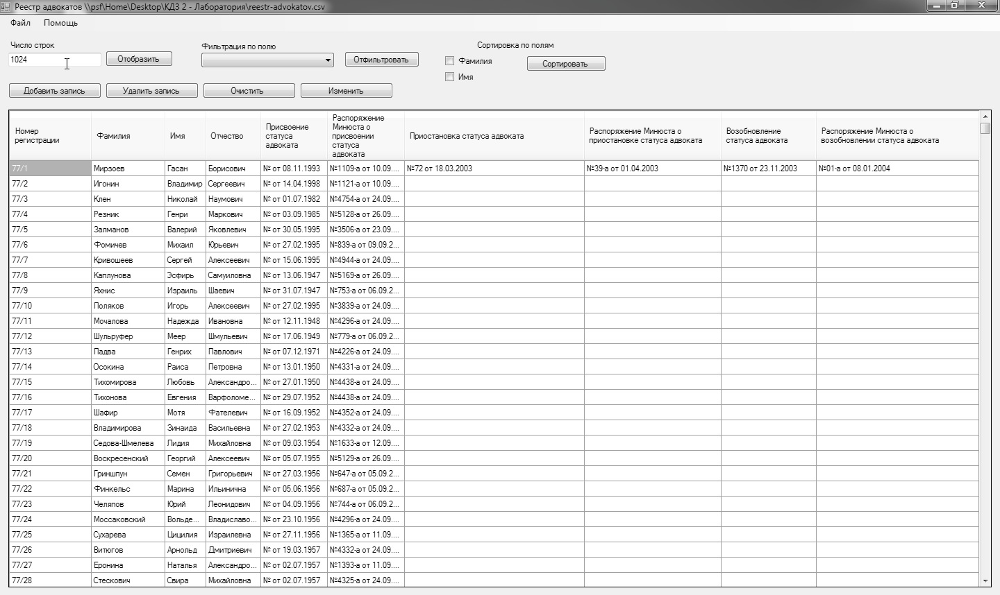 Реестр адвокатов \\psf\Home\Desktop\КДЗ 2 - Лаборатория\reestr-advokatov.csv
Файл Помощь
Число строк
Фильтрация по полю
Сортировка по полям
1024 Отобразить Отфильтровать
Фамилия
Сортировать
Имя
Добавить запись Удалить запись Очистить Изменить
Номер регистрации
Фамилия
Имя
Отчество
Присвоение статуса адвоката
Распоряжение Минюста о присвоении статуса адвоката
Приостановка статуса адвоката
Распоряжение Минюста о приостановке статуса адвоката
Возобновление статуса адвоката
Распоряжение Минюста о возобновлении статуса адвоката
77/1 Мирзоев Гасан Борисович № от 08.11.1993 №1109-а от 10.09.... №72 от 18.03.2003 №39-а от 01.04.2003 №1370 от 23.11.2003 №01-а от 08.01.2004
77/2 Игонин Владимир Сергеевич № от 14.04.1998 №1121-а от 10.09....
77/3 Клен Николай Наумович № от 01.07.1982 №4754-а от 24.09....
77/4 Резник Генри Маркович № от 03.09.1985 №5128-а от 26.09....
77/5 Залманов Валерий Яковлевич № от 30.05.1995 №3506-а от 23.09....
77/6 Фомичев Михаил Юрьевич № от 27.02.1995 №839-а от 09.09.2...
77/7 Кривошеев Сергей Алексеевич № от 15.06.1995 №4944-а от 24.09....
77/8 Каплунова Эсфирь Самуиловна № от 13.06.1947 №5169-а от 26.09....
77/9 Яхнис Израиль Шаевич № от 31.07.1947 №753-а от 06.09.2...
77/10 Поляков Игорь Алексеевич № от 27.02.1995 №3839-а от 24.09....
77/11 Мочалова Надежда Ивановна № от 12.11.1948 №4296-а от 24.09....
77/12 Шульруфер Меер Шмульевич № от 17.06.1949 №779-а от 06.09.2...
77/13 Падва Генрих Павлович № от 07.12.1971 №4226-а от 24.09....
77/14 Осокина Раиса Петровна № от 13.01.1950 №4331-а от 24.09....
77/15 Тихомирова Любовь Александро... № от 27.01.1950 №4438-а от 24.09....
77/16 Тихонова Евгения Варфоломе... № от 29.07.1952 №4438-а от 24.09....
77/17 Шафир Мотя Фателевич № от 16.09.1952 №4352-а от 24.09....
77/18 Владимирова Зинаида Васильевна № от 27.02.1953 №4332-а от 24.09....
77/19 Седова-Шмелева Лидия Михайловна № от 09.03.1954 №1633-а от 12.09....
77/20 Воскресенский Георгий Алексеевич № от 05.07.1955 №5129-а от 26.09....
77/21 Гриншпун Семен Григорьевич № от 27.03.1956 №647-а от 05.09.2...
77/22 Финкельс Марина Ильинична № от 05.06.1956 №687-а от 05.09.2...
77/23 Челяпов Юрий Леонидович № от 04.09.1956 №744-а от 06.09.2...
77/24 Моссаковский Вольде... Владиславо... № от 23.10.1956 №4296-а от 24.09....
77/25 Сухарева Цицилия Израилевна № от 27.11.1956 №1365-а от 11.09....
77/26 Витюгов Арнольд Дмитриевич № от 19.03.1957 №4332-а от 24.09....
77/27 Еронина Наталья Александро... № от 02.07.1957 №1393-а от 11.09....
77/28 Стескович Свира Михайловна № от 02.07.1957 №4325-а от 24.09....